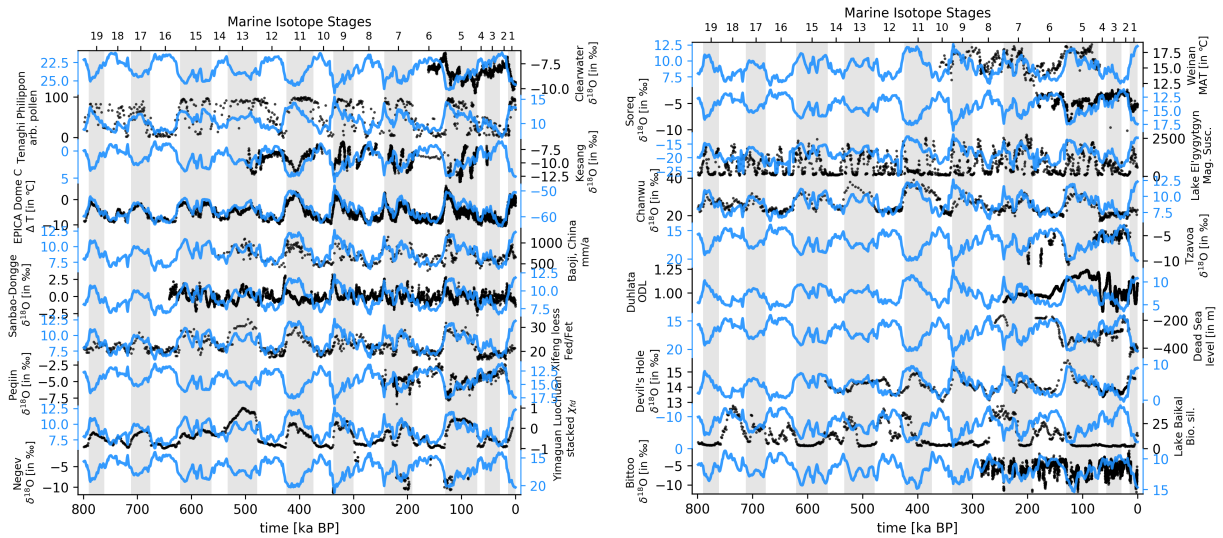 Marine Isotope Stages
19 18 17 16 15 14 13 12 11 10 9 8 7 6 5 4 3 2 1
22.5
25.0
−7.5
−10.0
Clearwater
δ18O [in ‰]
Tenaghi Philippon
arb. pollen
100
0
15
10
0
5
−7.5
−10.0
−12.5
Kesang
δ18O [in ‰]
EPICA Dome C
Δ T [in °C]
0
−10
−50
−60
12.5
10.0
7.5
1000
500
Baoji, China
mm/a
Sanbao-Dongge
δ18O [in ‰]
2.5
0.0
−2.5
12.5
10.0
7.5
12.5
10.0
7.5
30
20
Xifeng loess
Fed/Fet
Peqiin
δ18O [in ‰]
−2.5
−5.0
−7.5
12.5
15.0
12.5
10.0
7.5
1
0
−1
Yimaguan Luochuan
stacked χfd
Negev
δ18O [in ‰]
−5
−10
15
20
800 700 600 500 400 300 200 100 0
time [ka BP]
Marine Isotope Stages
19 18 17 16 15 14 13 12 11 10 9 8 7 6 5 4 3 2 1
12.5
10.0
7.5
17.5
15.0
12.5
Weinan
MAT [in °C]
Soreq
δ18O [in ‰]
−5
−10
12.5
15.0
17.5
−15
−20
−25
2500
0
Lake El'gygytgyn
Mag. Susc.
Chanwu
δ18O [in ‰]
40
20
12.5
10.0
7.5
15
20
−5
−10
Tzavoa
δ18O [in ‰]
Duhlata
ODL
1.25
1.00
10
5
15
20
−200
−400
Dead Sea
level [in m]
Devil's Hole
δ18O [in ‰]
15
14
13
10
0
−10
0
25
0
Lake Baikal
Bio. sil.
Bittoo
δ18O [in ‰]
−5
−10
10
15
800 700 600 500 400 300 200 100 0
time [ka BP]